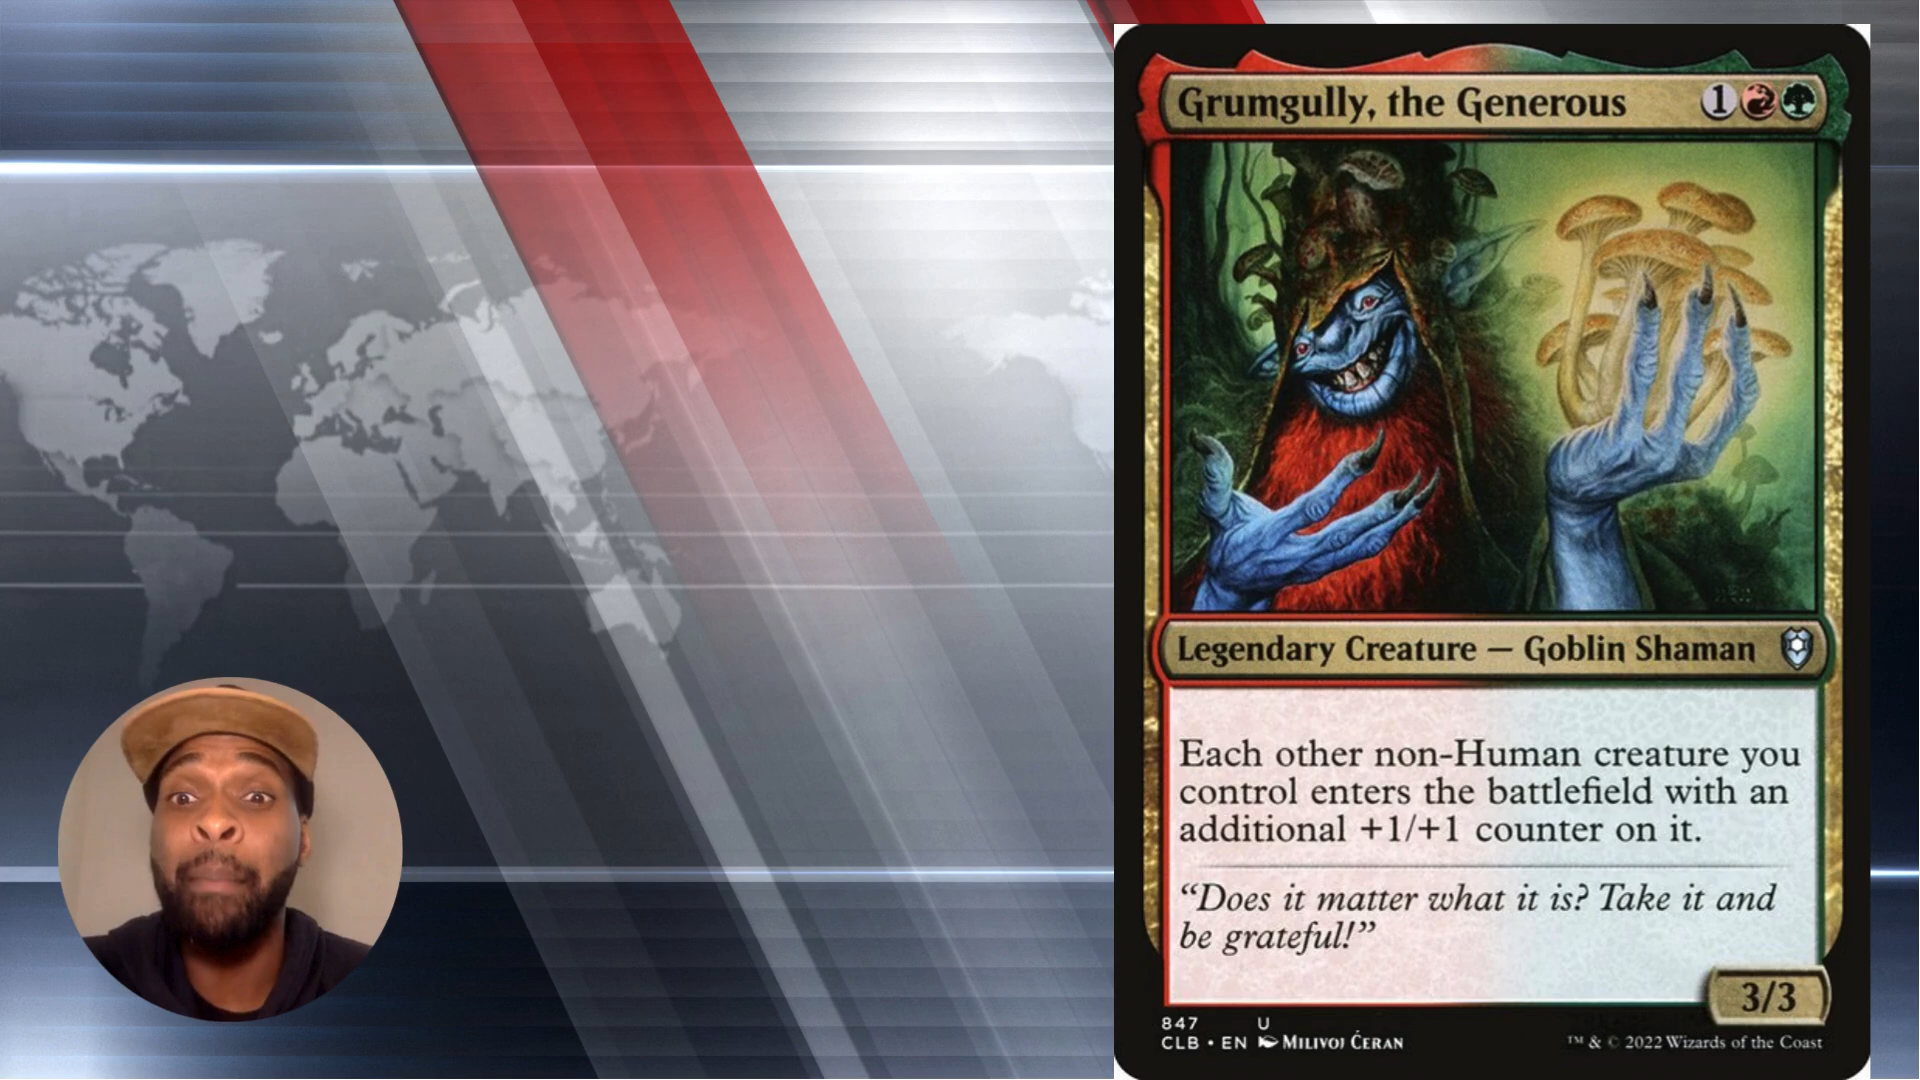 Grumgully, the Generous 1
Legendary Creature — Goblin Shaman
Each other non-Human creature you
control enters the battlefield with an
additional +1/+1 counter on it.
“Does it matter what it is? Take it and
be grateful!”
3/3
847 U
CLB • EN MILIVOJ ĆERAN
™ & © 2022 Wizards of the Coast